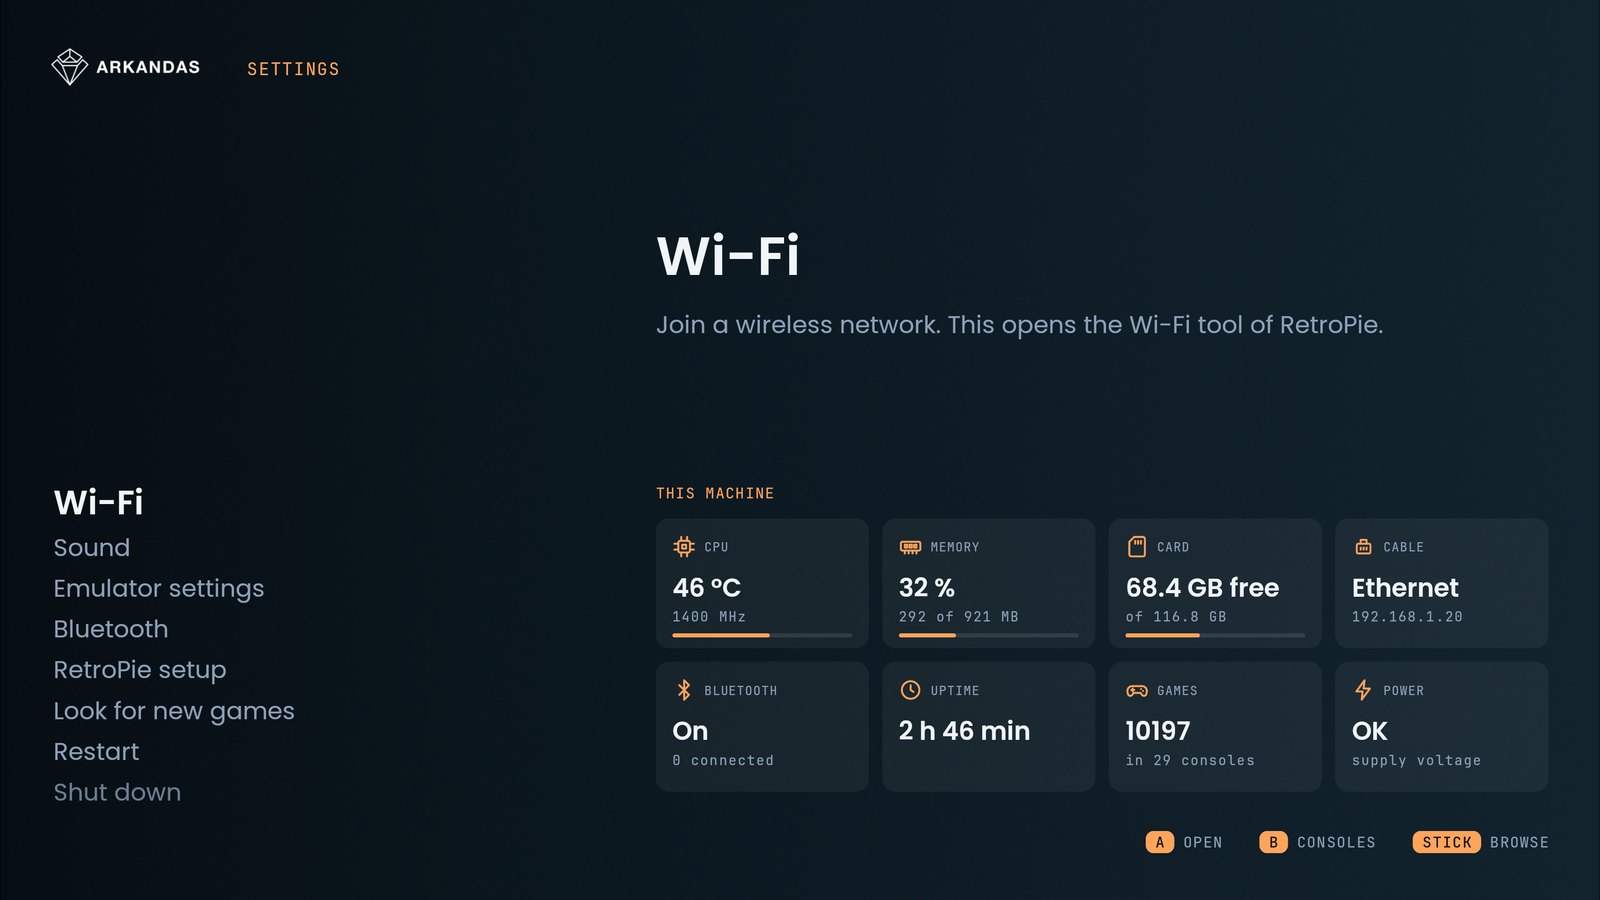 ARKANDAS
SETTINGS
Wi-Fi
Join a wireless network. This opens the Wi-Fi tool of RetroPie.
Wi-Fi
Sound
Emulator settings
Bluetooth
RetroPie setup
Look for new games
Restart
Shut down
THIS MACHINE
CPU
46 °C
1400 MHz
MEMORY
32 %
292 of 921 MB
CARD
68.4 GB free
of 116.8 GB
CABLE
Ethernet
192.168.1.20
BLUETOOTH
On
0 connected
UPTIME
2 h 46 min
GAMES
10197
in 29 consoles
POWER
OK
supply voltage
A OPEN
B CONSOLES
STICK BROWSE